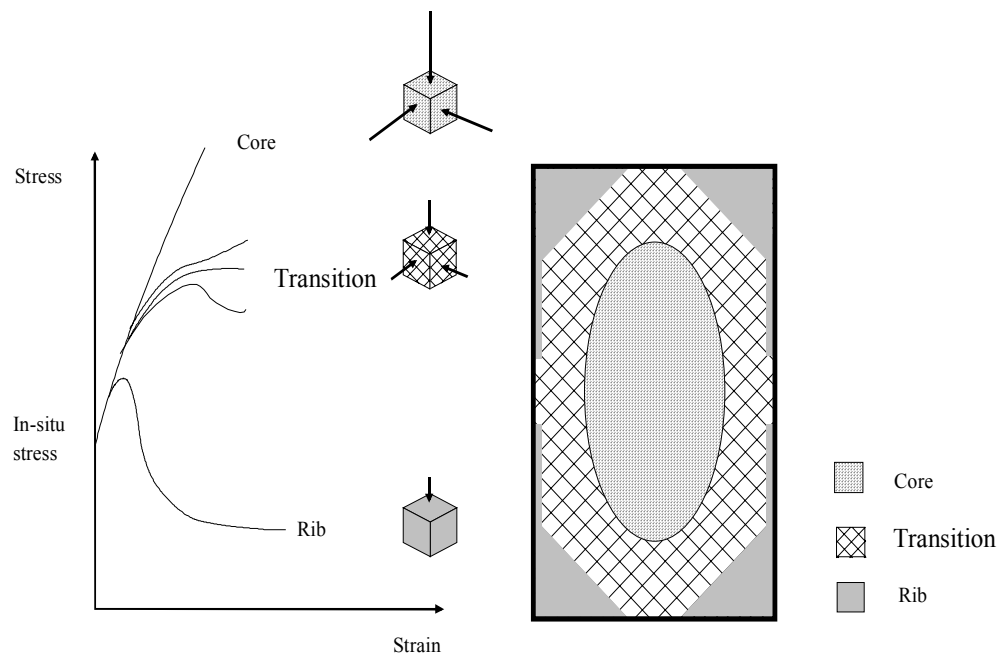 Core
Stress
Transition
In-situ
stress
Rib
Strain
Core
Transition
Rib